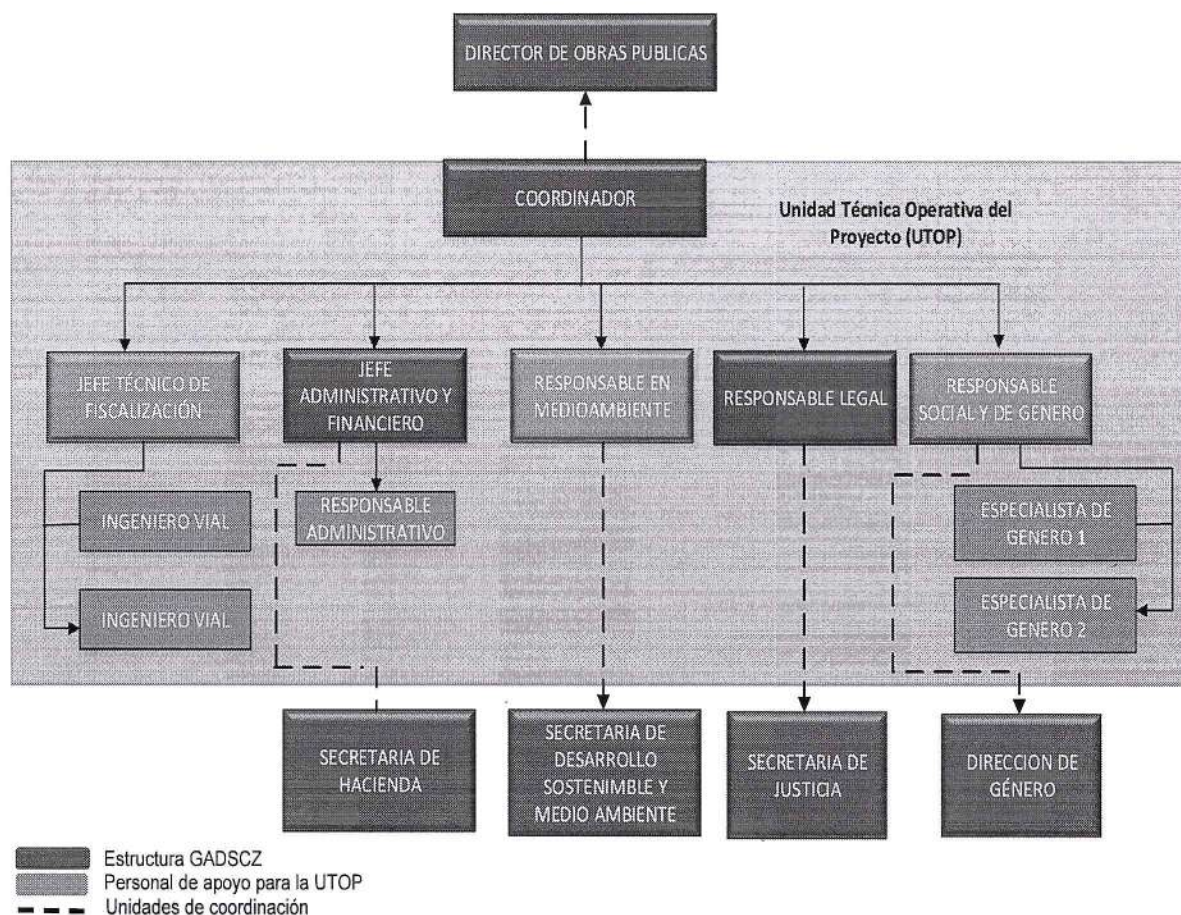 DIRECTOR DE OBRAS PUBLICAS
COORDINADOR
Unidad Técnica Operativa del
Proyecto (UTOP)
JEFE TÉCNICO DE
FISCALIZACIÓN
JEFE
ADMINISTRATIVO Y
FINANCIERO
RESPONSABLE EN
MEDIOAMBIENTE
RESPONSABLE LEGAL
RESPONSABLE
SOCIAL Y DE GENERO
INGENIERO VIAL
RESPONSABLE
ADMINISTRATIVO
ESPECIALISTA DE
GENERO 1
INGENIERO VIAL
ESPECIALISTA DE
GENERO 2
SECRETARIA DE
HACIENDA
SECRETARIA DE
DESARROLLO
SOSTENIMBLE Y
MEDIO AMBIENTE
SECRETARIA DE
JUSTICIA
DIRECCION DE
GÉNERO
Estructura GADSCZ
Personal de apoyo para la UTOP
Unidades de coordinación